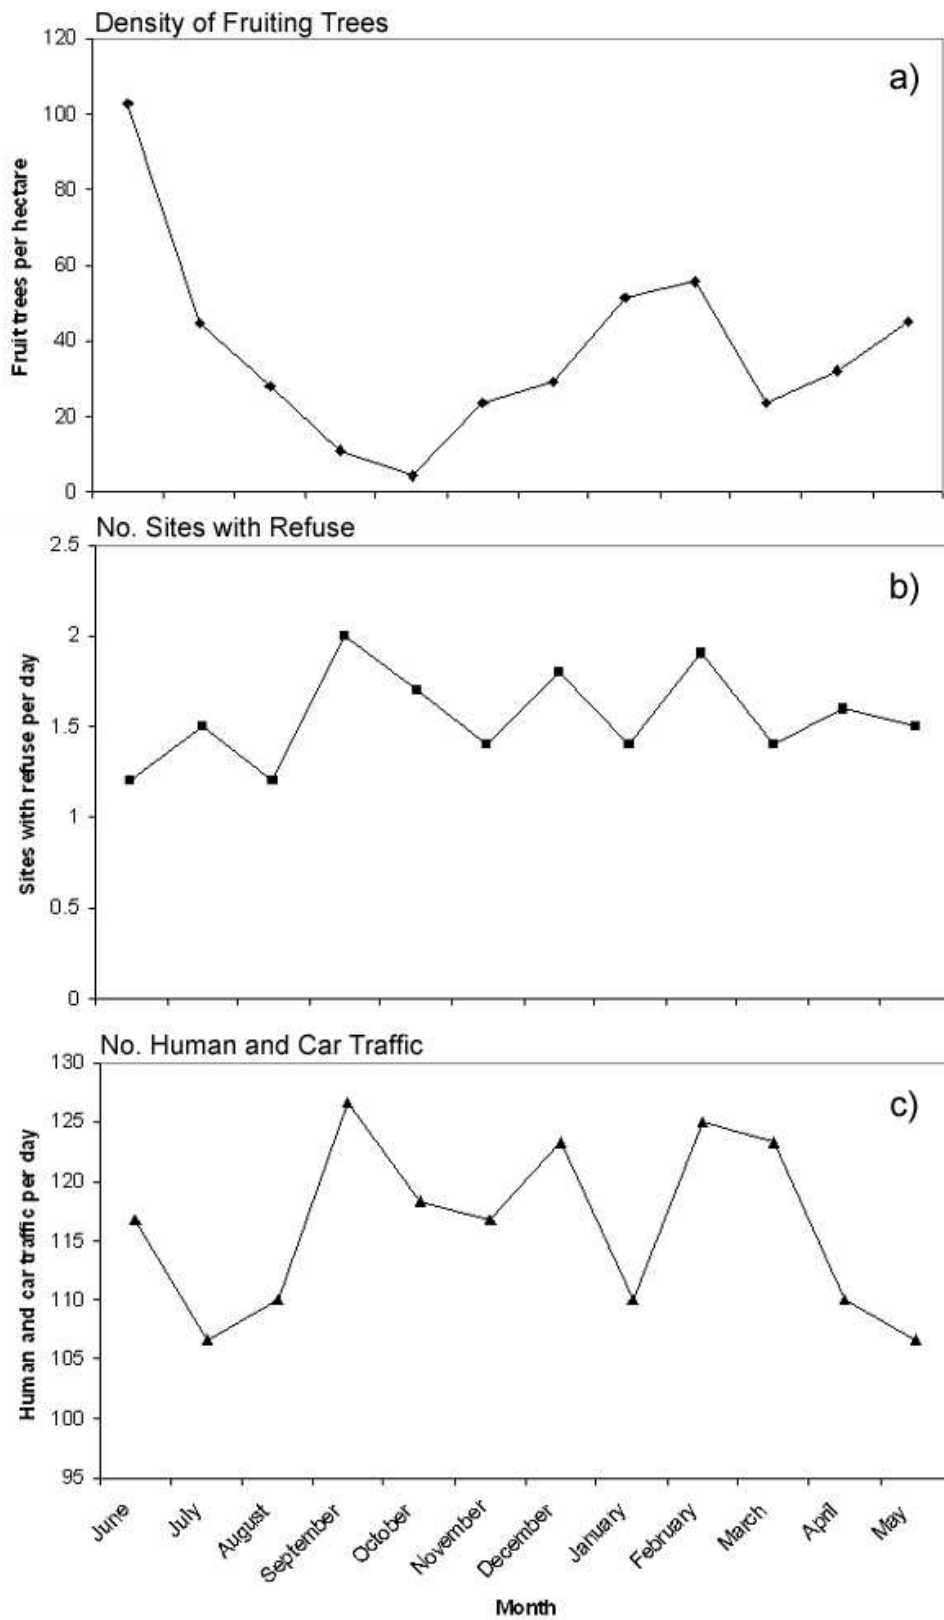 Density of Fruiting Trees
a)
120
100
80
60
40
20
0
Fruit trees per hectare
No. Sites with Refuse
b)
2.5
2
1.5
1
0.5
0
Sites with refuse per day
No. Human and Car Traffic
c)
130
125
120
115
110
105
100
95
Human and car traffic per day
June
July
August
September
October
November
December
January
February
March
April
May
Month